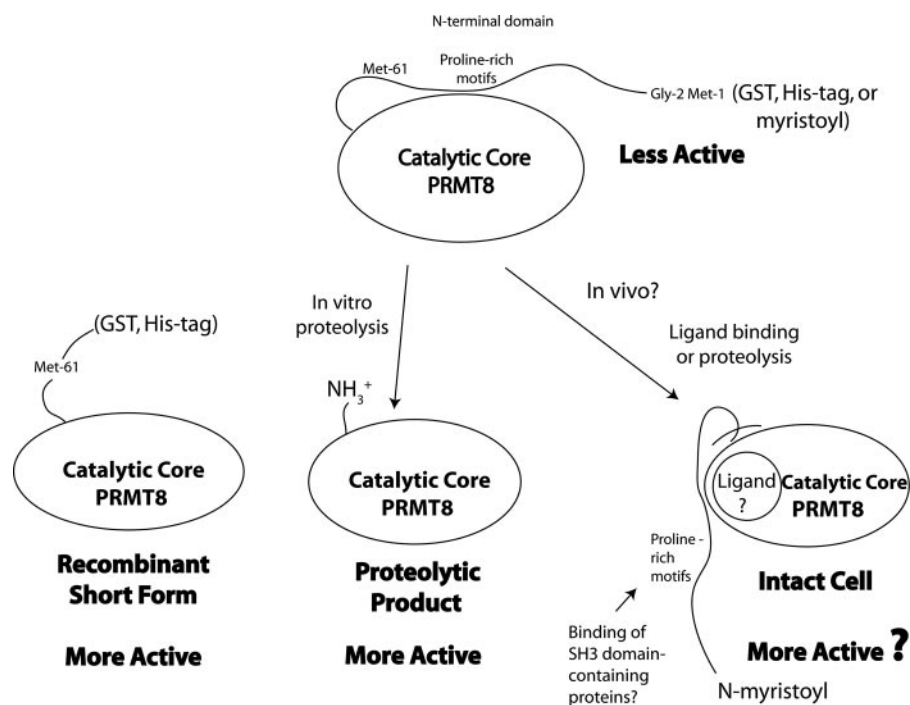 N-terminal domain
Met-61
Proline-rich
motifs
Gly-2 Met-1 (GST, His-tag, or
myristoyl)
Catalytic Core
PRMT8
Less Active
In vitro
proteolysis
In vivo?
Ligand binding
or proteolysis
(GST, His-tag)
Met-61
Catalytic Core
PRMT8
Recombinant
Short Form
More Active
NH3+
Catalytic Core
PRMT8
Proteolytic
Product
More Active
Ligand
?
Catalytic Core
PRMT8
Proline-
rich
motifs
Intact Cell
More Active ?
Binding of
SH3 domain-
containing
proteins?
N-myristoyl